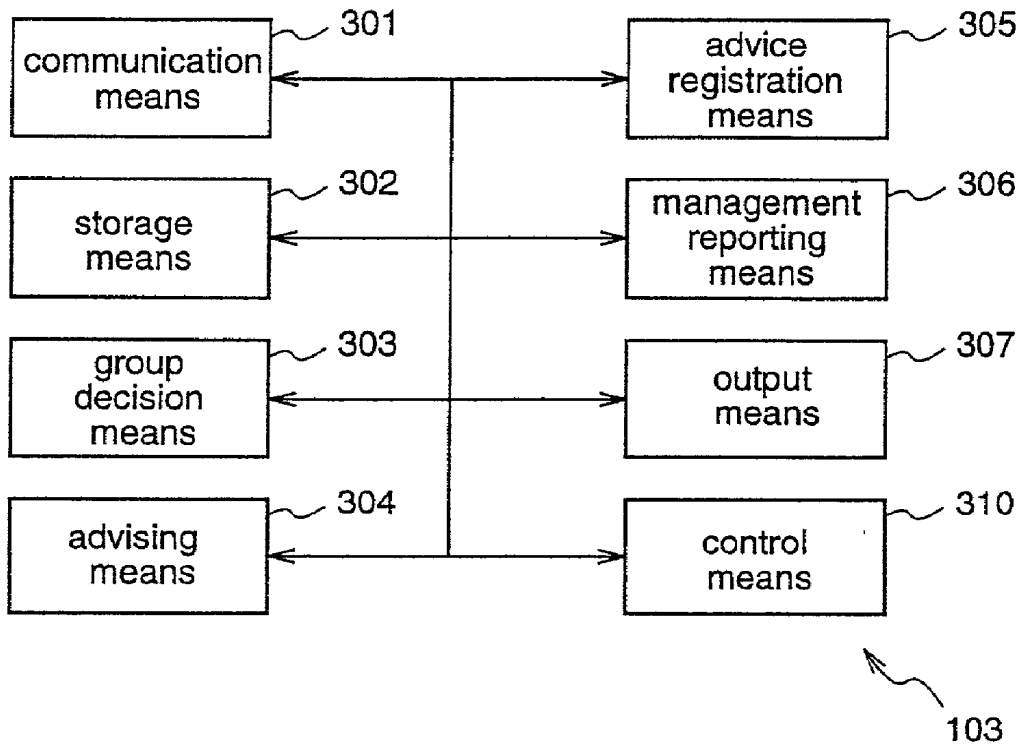 301
communication
means
302
storage
means
303
group
decision
means
304
advising
means
305
advice
registration
means
306
management
reporting
means
307
output
means
310
control
means
103